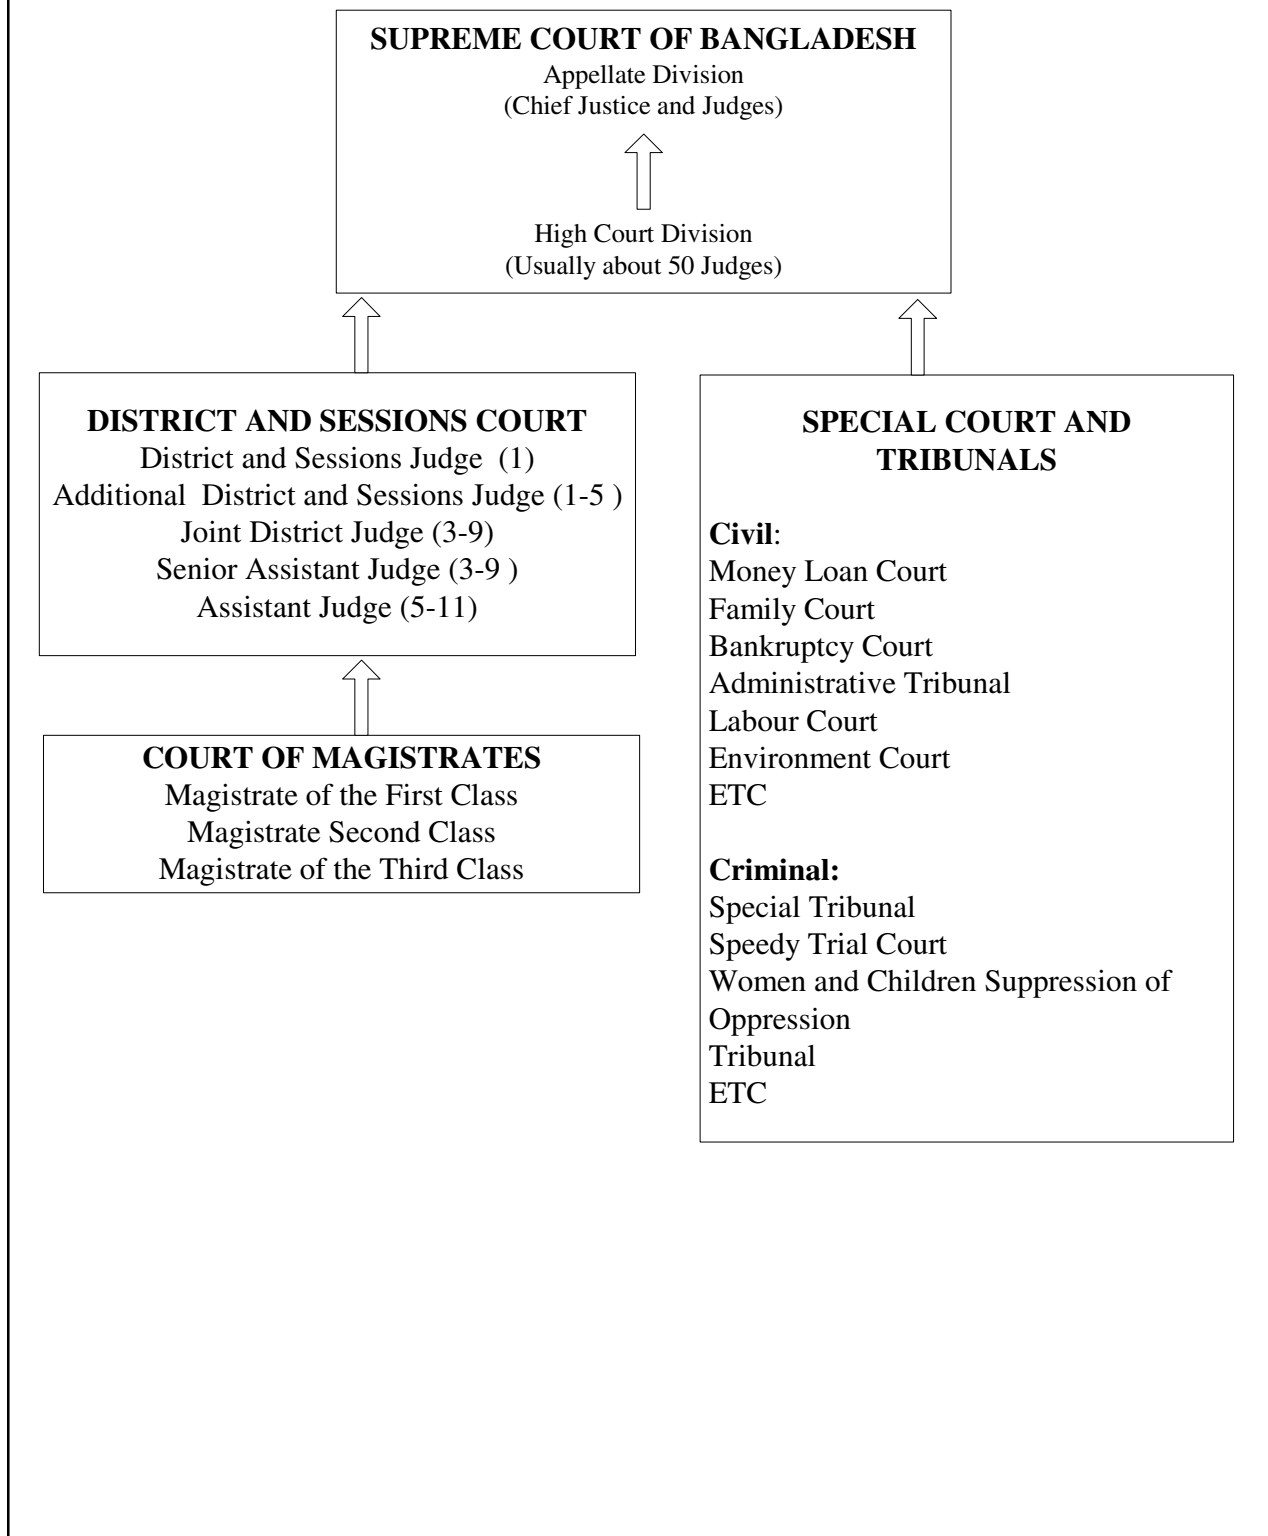 SUPREME COURT OF BANGLADESH
Appellate Division
(Chief Justice and Judges)
High Court Division
(Usually about 50 Judges)
DISTRICT AND SESSIONS COURT
District and Sessions Judge  (1)
Additional  District and Sessions Judge (1-5 )
Joint District Judge (3-9)
Senior Assistant Judge (3-9 )
Assistant Judge (5-11)
COURT OF MAGISTRATES
Magistrate of the First Class
Magistrate Second Class
Magistrate of the Third Class
SPECIAL COURT AND
TRIBUNALS
Civil:
Money Loan Court
Family Court
Bankruptcy Court
Administrative Tribunal
Labour Court
Environment Court
ETC
Criminal:
Special Tribunal
Speedy Trial Court
Women and Children Suppression of
Oppression
Tribunal
ETC